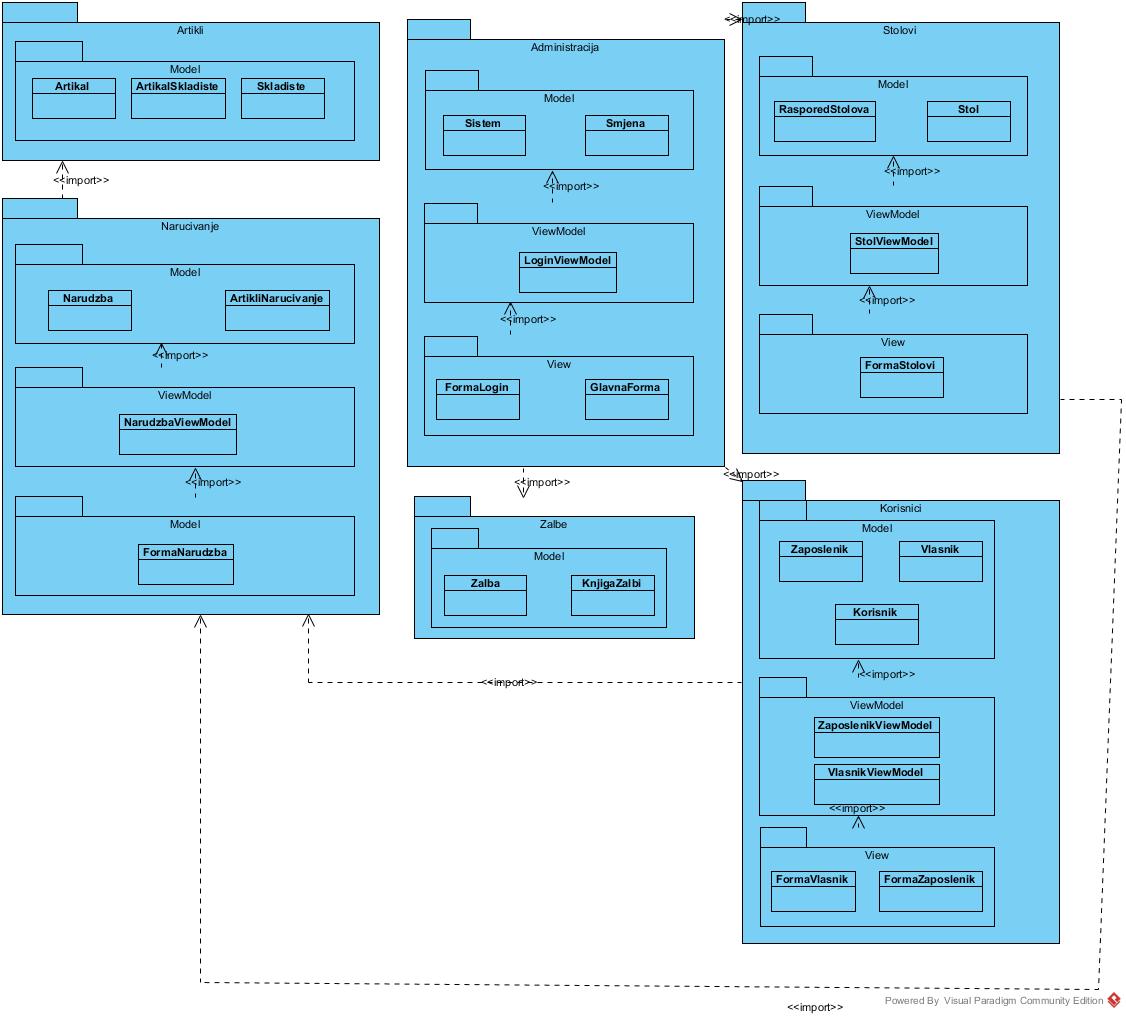 Artikli
Model
Artikal
ArtikalSkladiste
Skladiste
<<import>>
Narucivanje
Model
Narudzba
ArtikliNarucivanje
<<import>>
ViewModel
NarudzbaViewModel
<<import>>
Model
FormaNarudzba
Administracija
Model
Sistem
Smjena
<<import>>
ViewModel
LoginViewModel
<<import>>
View
FormaLogin
GlavnaForma
<<import>>
Zalbe
Model
Zalba
KnjigaZalbi
<<import>>
<<import>>
Stolovi
Model
RasporedStolova
Stol
<<import>>
ViewModel
StolViewModel
<<import>>
View
FormaStolovi
<<import>>
Korisnici
Model
Zaposlenik
Vlasnik
Korisnik
<<import>>
ViewModel
ZaposlenikViewModel
VlasnikViewModel
<<import>>
View
FormaVlasnik
FormaZaposlenik
<<import>>
Powered By Visual Paradigm Community Edition